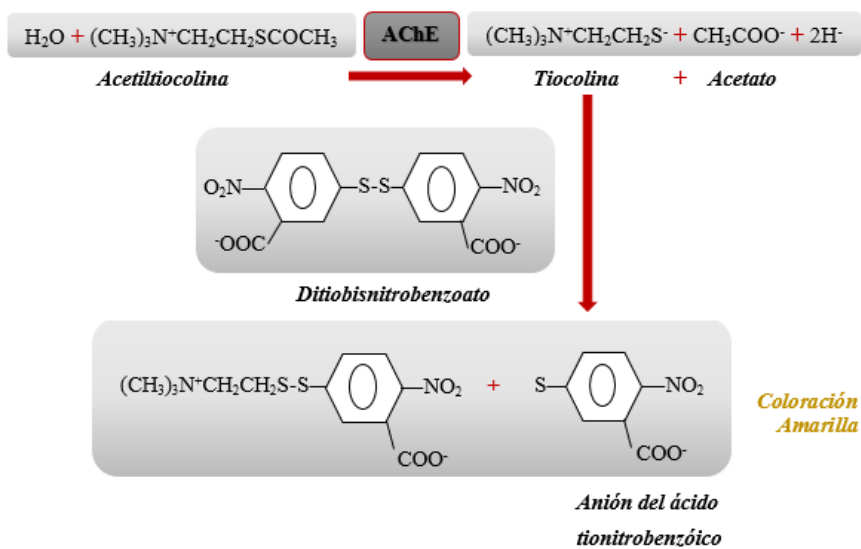 H₂O + (CH₃)₃N⁺CH₂CH₂SCOCH₃ AChE (CH₃)₃N⁺CH₂CH₂S⁻ + CH₃COO⁻ + 2H⁻
Acetiltiocolina Tiocolina + Acetato
O₂N S-S NO₂
⁻OOC COO⁻
Ditiobisnitrobenzoato
(CH₃)₃N⁺CH₂CH₂S-S NO₂ + S NO₂
COO⁻ COO⁻
Coloración
Amarilla
Anión del ácido
tionitrobenzóico